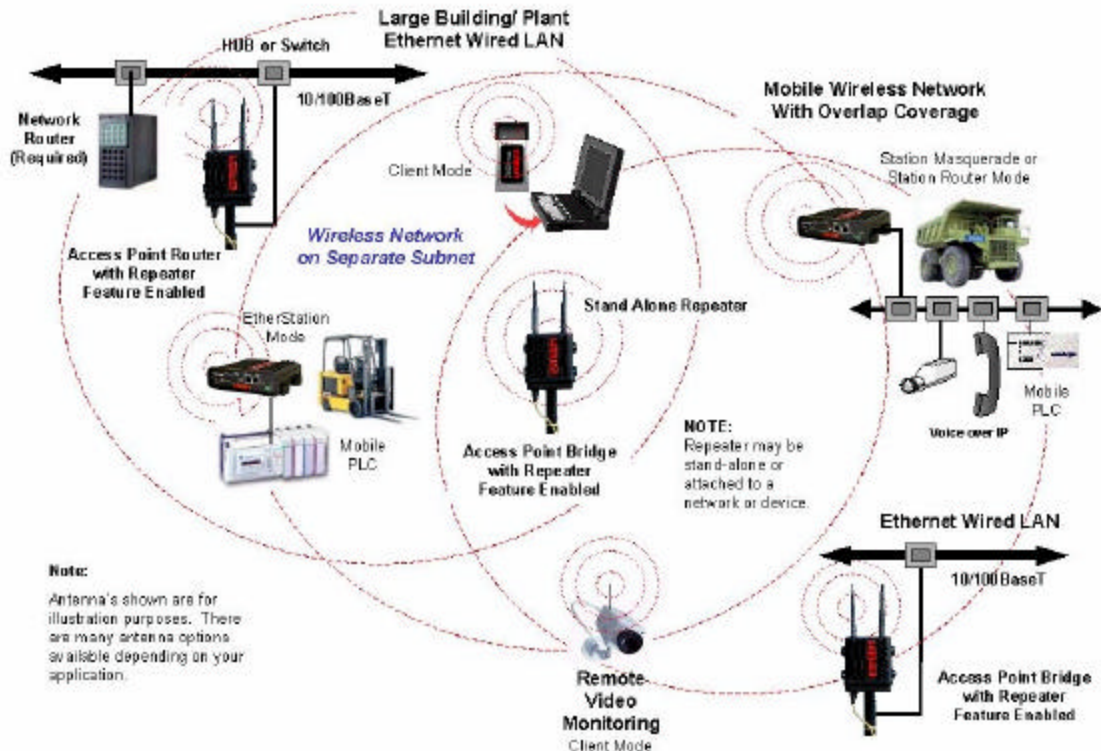 Large Building/ Plant
Ethernet Wired LAN
HUB or Switch
10/100BaseT
Network
Router
(Required)
Access Point Router
with Repeater
Feature Enabled
Client Mode
Wireless Network
on Separate Subnet
Mobile Wireless Network
With Overlap Coverage
Station Masquerade or
Station Router Mode
EtherStation
Mode
Mobile
PLC
Stand Alone Repeater
Access Point Bridge
with Repeater
Feature Enabled
NOTE:
Repeater may be
stand-alone or
attached to a
network or device.
Voice over IP
Mobile
PLC
Ethernet Wired LAN
10/100BaseT
Access Point Bridge
with Repeater
Feature Enabled
Note:
Antenna's shown are for
illustration purposes. There
are many antenna options
available depending on your
application.
Remote
Video
Monitoring
Client Mode